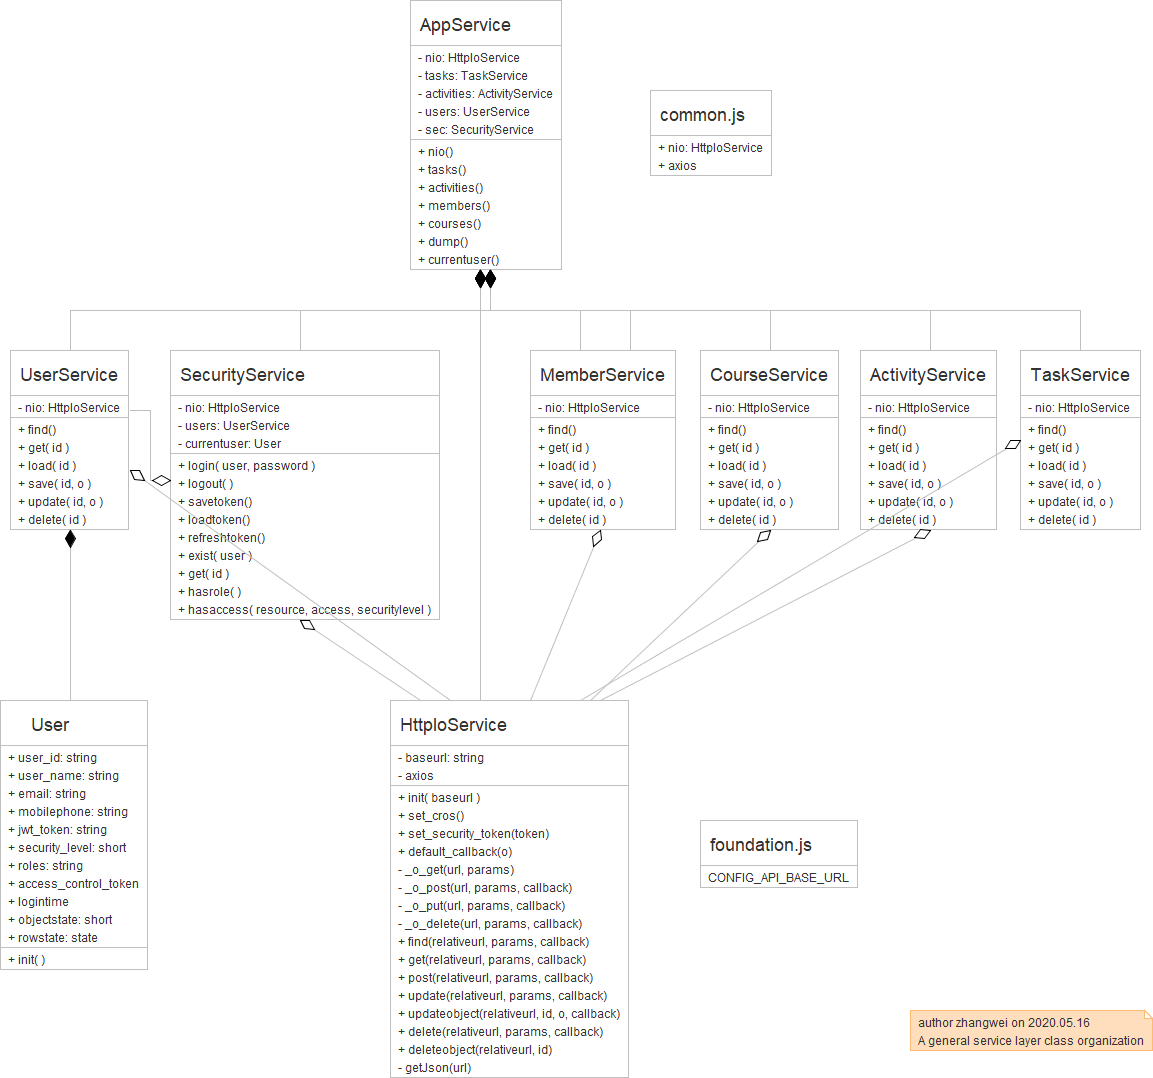 AppService
- nio: HttpIoService
- tasks: TaskService
- activities: ActivityService
- users: UserService
- sec: SecurityService
+ nio()
+ tasks()
+ activities()
+ members()
+ courses()
+ dump()
+ currentuser()
common.js
+ nio: HttpIoService
+ axios
UserService
- nio: HttpIoService
+ find()
+ get( id )
+ load( id )
+ save( id, o )
+ update( id, o )
+ delete( id )
SecurityService
- nio: HttpIoService
- users: UserService
- currentuser: User
+ login( user, password )
+ logout( )
+ savetoken()
+ loadtoken()
+ refreshtoken()
+ exist( user )
+ get( id )
+ hasrole( )
+ hasaccess( resource, access, securitylevel )
MemberService
- nio: HttpIoService
+ find()
+ get( id )
+ load( id )
+ save( id, o )
+ update( id, o )
+ delete( id )
CourseService
- nio: HttpIoService
+ find()
+ get( id )
+ load( id )
+ save( id, o )
+ update( id, o )
+ delete( id )
ActivityService
- nio: HttpIoService
+ find()
+ get( id )
+ load( id )
+ save( id, o )
+ update( id, o )
+ delete( id )
TaskService
- nio: HttpIoService
+ find()
+ get( id )
+ load( id )
+ save( id, o )
+ update( id, o )
+ delete( id )
User
+ user_id: string
+ user_name: string
+ email: string
+ mobilephone: string
+ jwt_token: string
+ security_level: short
+ roles: string
+ access_control_token
+ logintime
+ objectstate: short
+ rowstate: state
+ init( )
HttpIoService
- baseurl: string
- axios
+ init( baseurl )
+ set_cros()
+ set_security_token(token)
+ default_callback(o)
- _o_get(url, params)
- _o_post(url, params, callback)
- _o_put(url, params, callback)
- _o_delete(url, params, callback)
+ find(relativeurl, params, callback)
+ get(relativeurl, params, callback)
+ post(relativeurl, params, callback)
+ update(relativeurl, params, callback)
+ updateobject(relativeurl, id, o, callback)
+ delete(relativeurl, params, callback)
+ deleteobject(relativeurl, id)
- getJson(url)
foundation.js
CONFIG_API_BASE_URL
author zhangwei on 2020.05.16
A general service layer class organization